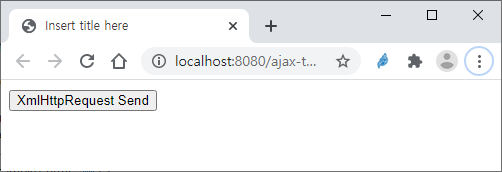 Insert title here
localhost:8080/ajax-t...
XmlHttpRequest Send